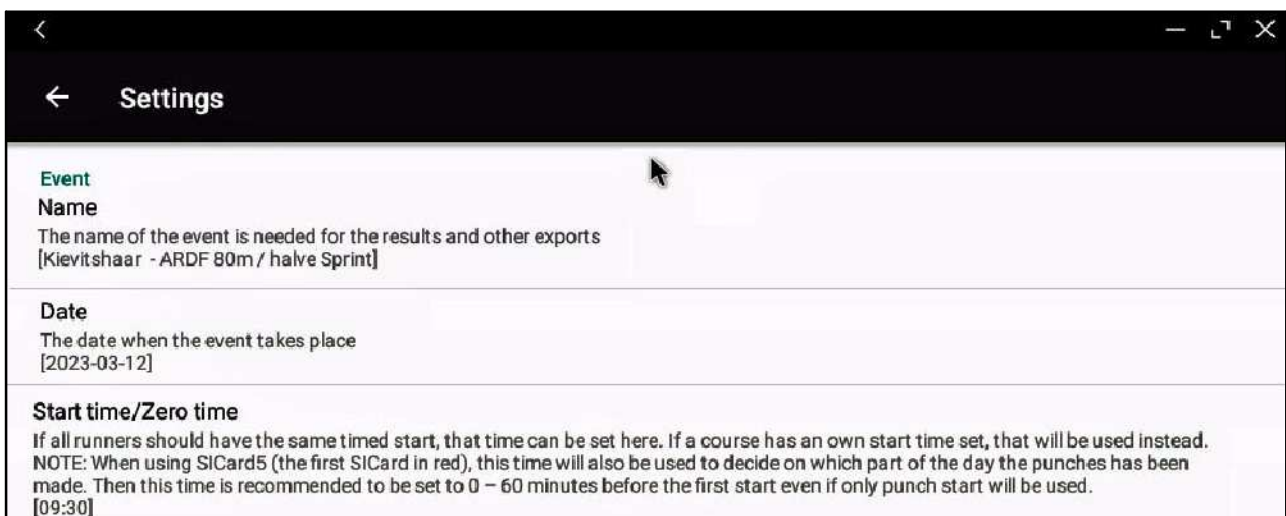 Settings
Event
Name
The name of the event is needed for the results and other exports
[Kievitshaar - ARDF 80m / halve Sprint]
Date
The date when the event takes place
[2023-03-12]
Start time/Zero time
If all runners should have the same timed start, that time can be set here. If a course has an own start time set, that will be used instead.
NOTE: When using SICard5 (the first SICard in red), this time will also be used to decide on which part of the day the punches has been
made. Then this time is recommended to be set to 0 – 60 minutes before the first start even if only punch start will be used.
[09:30]